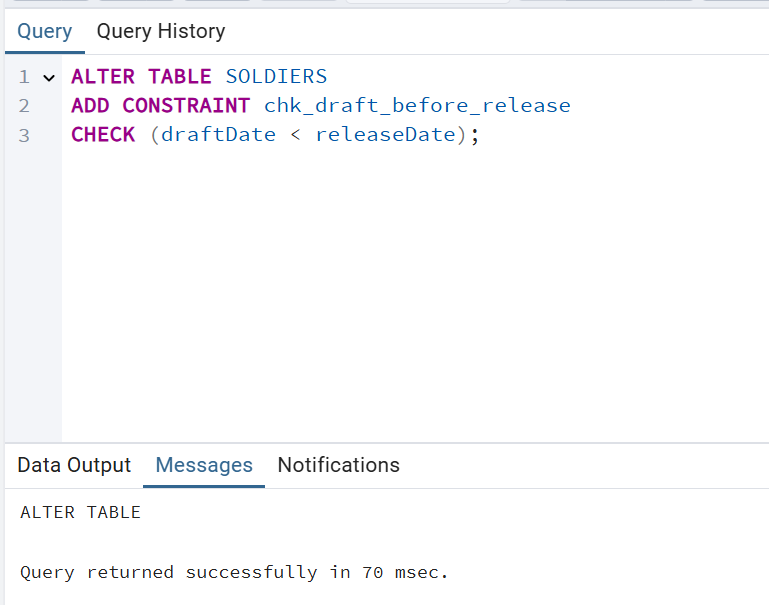 Query Query History
1 ALTER TABLE SOLDIERS
2 ADD CONSTRAINT chk_draft_before_release
3 CHECK (draftDate < releaseDate);
Data Output Messages Notifications
ALTER TABLE
Query returned successfully in 70 msec.